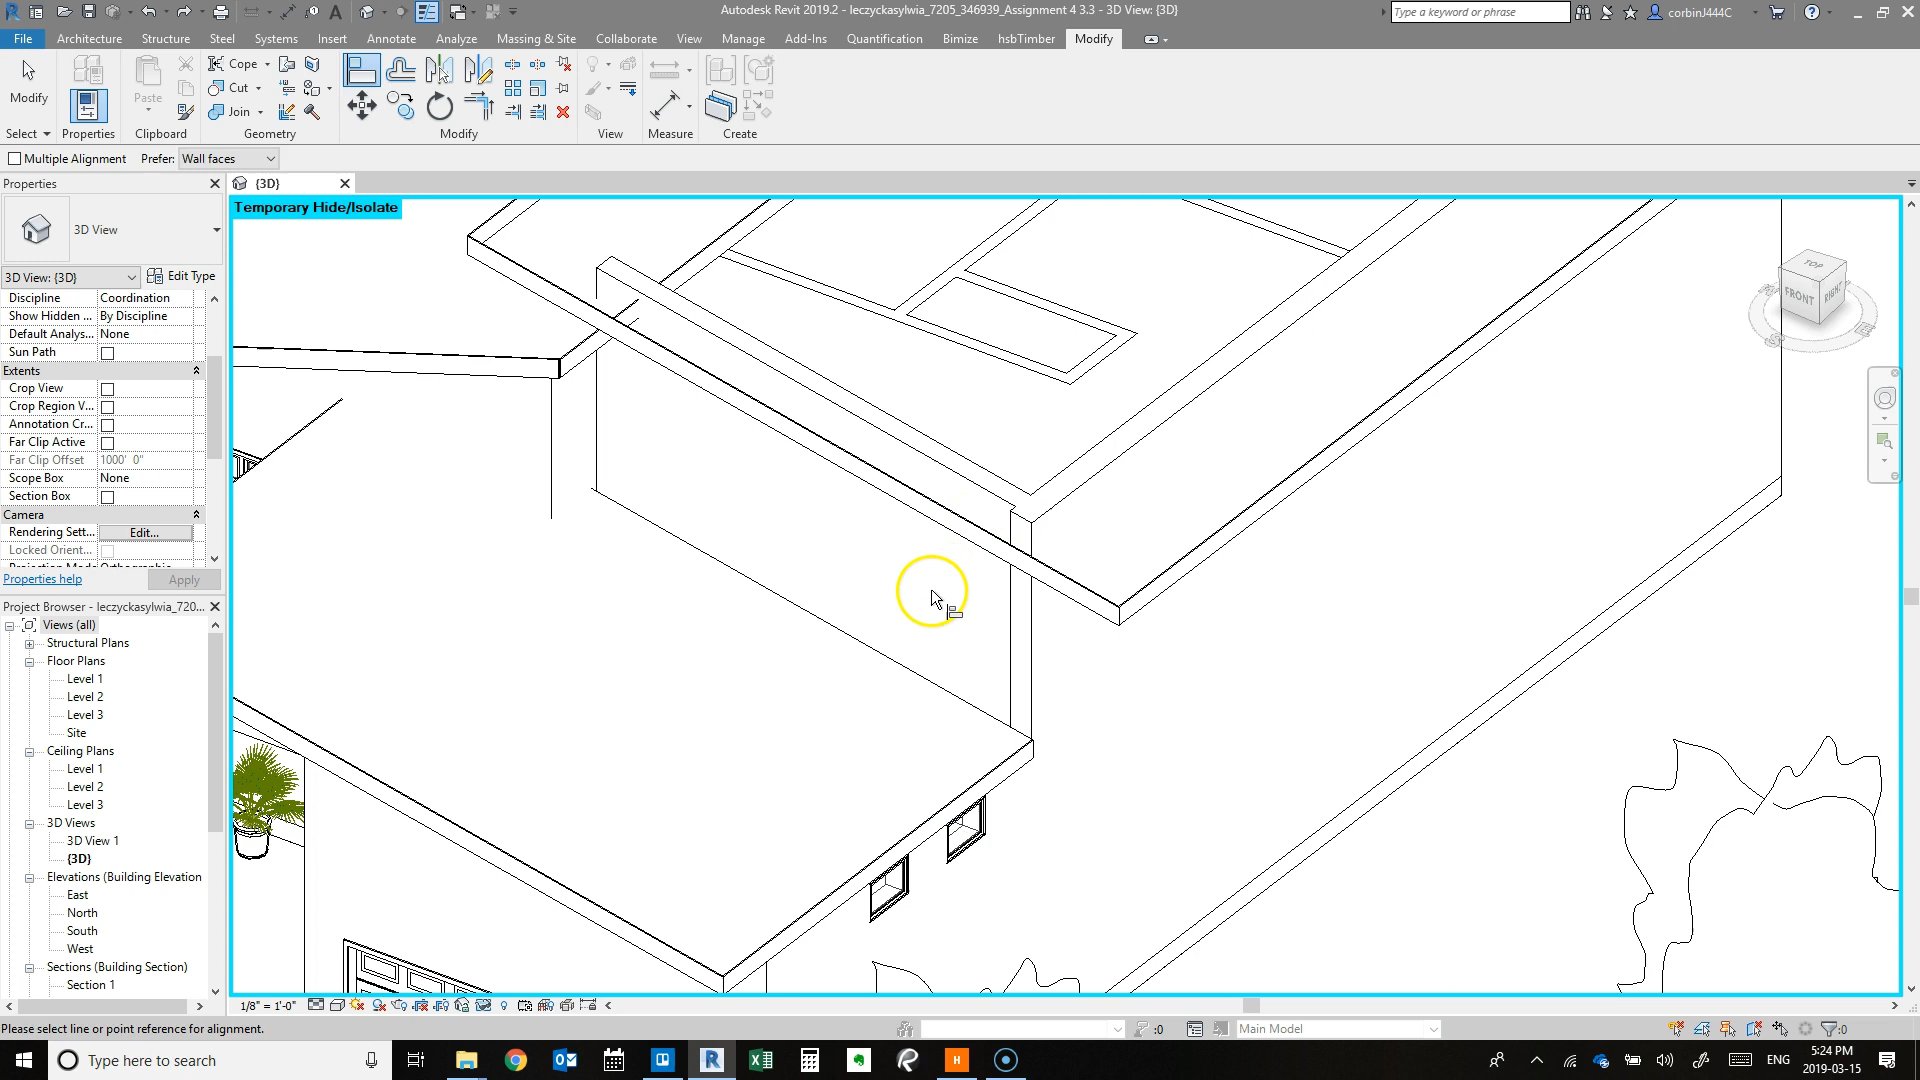 Autodesk Revit 2019.2 - leczyckasylwia_7205_346939_Assignment 4 3.3 - 3D View: {3D}
Type a keyword or phrase
corbinJ444C
File Architecture Structure Steel Systems Insert Annotate Analyze Massing & Site Collaborate View Manage Add-Ins Quantification Bimize hsbTimber Modify
Cope
Paste
Cut
Modify
Join
Select Properties Clipboard Geometry Modify View Measure Create
Multiple Alignment Prefer: Wall faces
Properties
{3D}
Temporary Hide/Isolate
3D View
3D View: {3D} Edit Type
Discipline Coordination
Show Hidden ... By Discipline
Default Analys... None
Sun Path
Extents
Crop View
Crop Region V...
Annotation Cr...
Far Clip Active
Far Clip Offset 1000' 0"
Scope Box None
Section Box
Camera
Rendering Sett... Edit...
Locked Orient...
Properties help Apply
Project Browser - leczyckasylwia_720...
Views (all)
Structural Plans
Floor Plans
Level 1
Level 2
Level 3
Site
Ceiling Plans
Level 1
Level 2
Level 3
3D Views
3D View 1
{3D}
Elevations (Building Elevation
East
North
South
West
Sections (Building Section)
Section 1
TOP
FRONT
RIGHT
1/8" = 1'-0"
Please select line or point reference for alignment.
:0
Main Model
:0
Type here to search
ENG
5:24 PM
2019-03-15